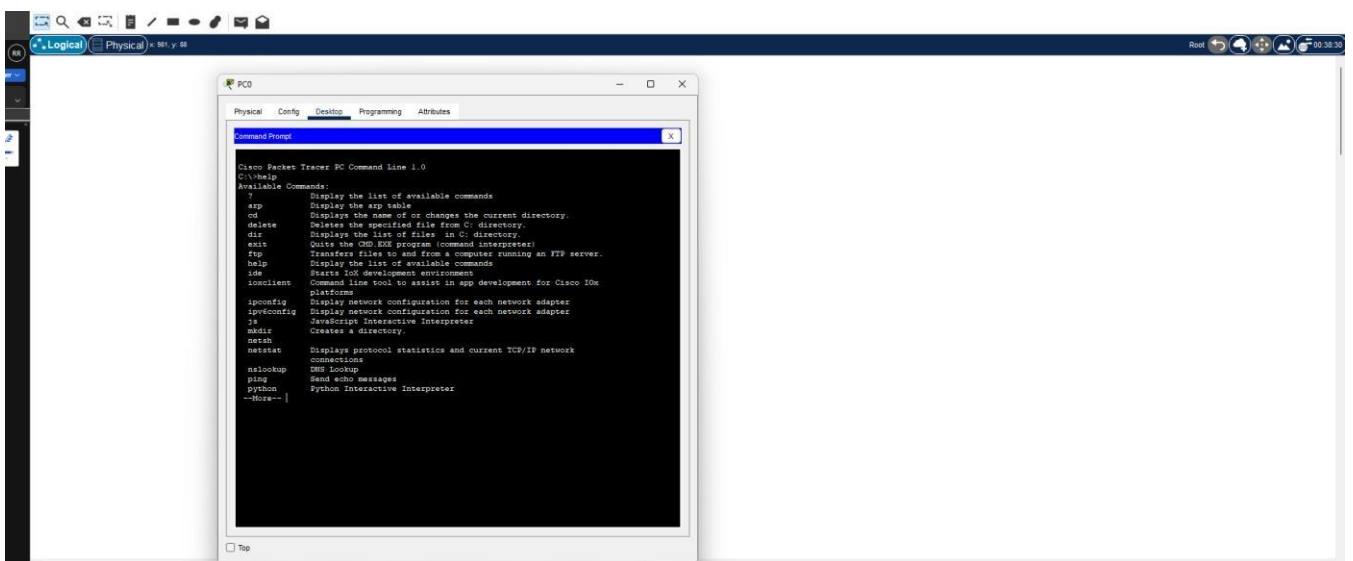 RR
er
Logical
Physical
x: 981, y: 88
Root
00:38:30
PC0
Physical Config Desktop Programming Attributes
Command Prompt
X
Cisco Packet Tracer PC Command Line 1.0
C:\>help
Available Commands:
? Display the list of available commands
arp Display the arp table
cd Displays the name of or changes the current directory.
delete Deletes the specified file from C: directory.
dir Displays the list of files in C: directory.
exit Quits the CMD.EXE program (command interpreter)
ftp Transfers files to and from a computer running an FTP server.
help Display the list of available commands
ide Starts IoX development environment
ioxclient Command line tool to assist in app development for Cisco IOx
platforms
ipconfig Display network configuration for each network adapter
ipv6config Display network configuration for each network adapter
js JavaScript Interactive Interpreter
mkdir Creates a directory.
netsh
netstat Displays protocol statistics and current TCP/IP network
connections
nslookup DNS Lookup
ping Send echo messages
python Python Interactive Interpreter
--More--
Top